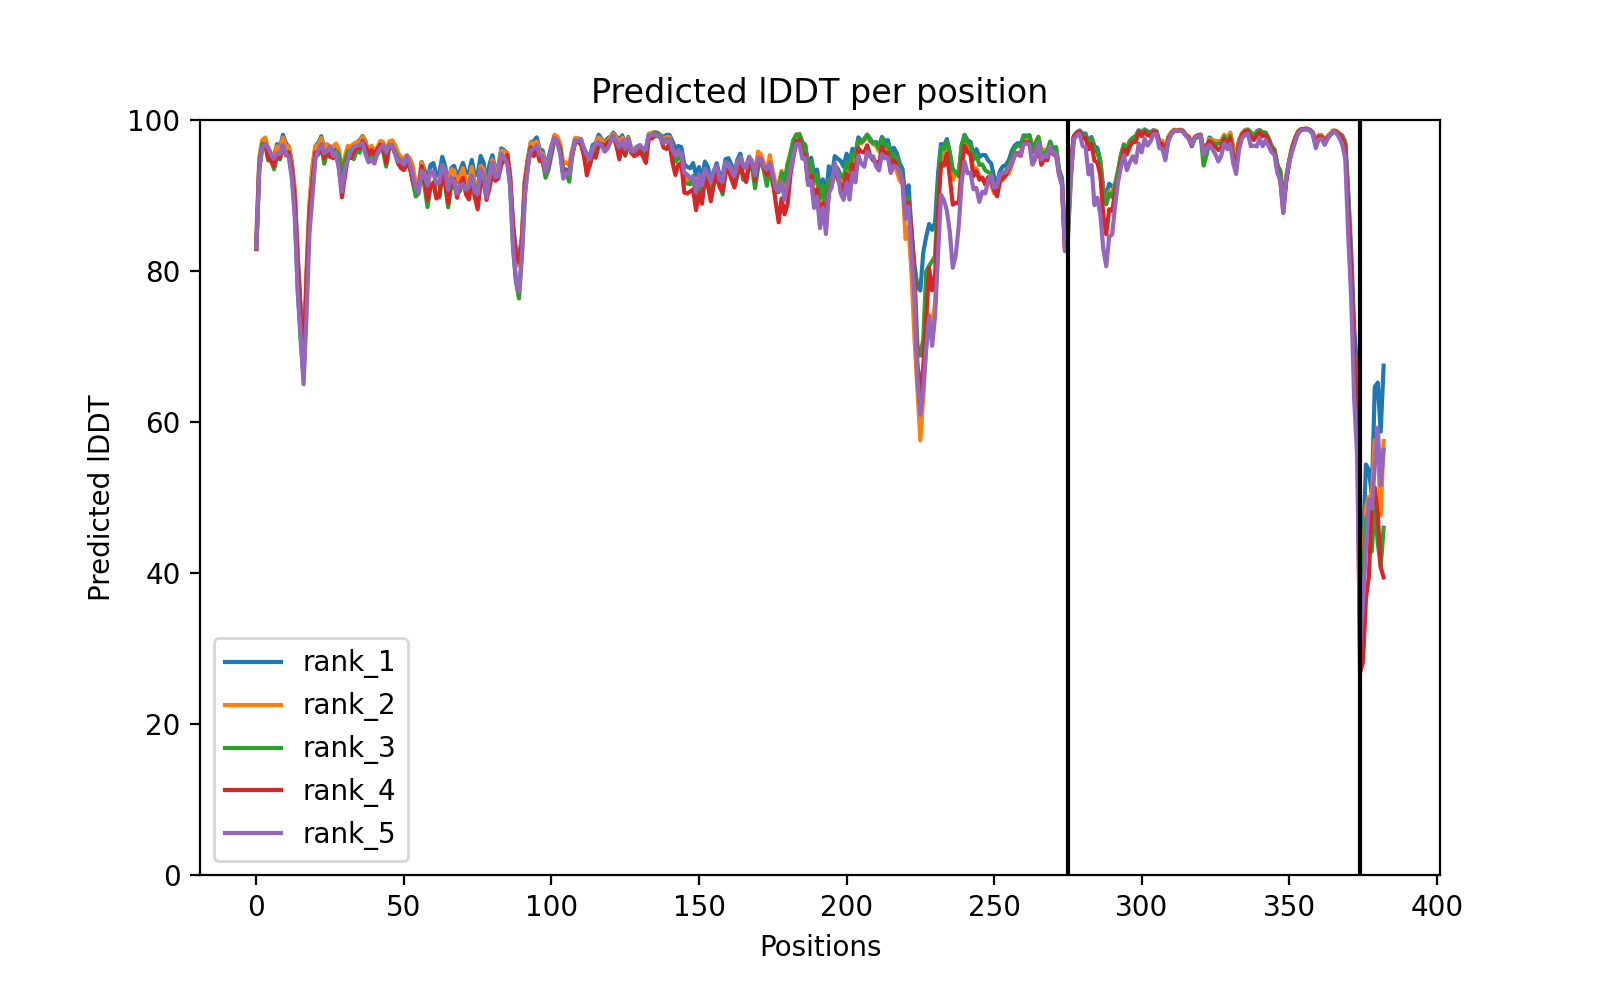 Predicted lDDT per position
100
80
60
40
20
0
Predicted lDDT
rank_1
rank_2
rank_3
rank_4
rank_5
0 50 100 150 200 250 300 350 400
Positions